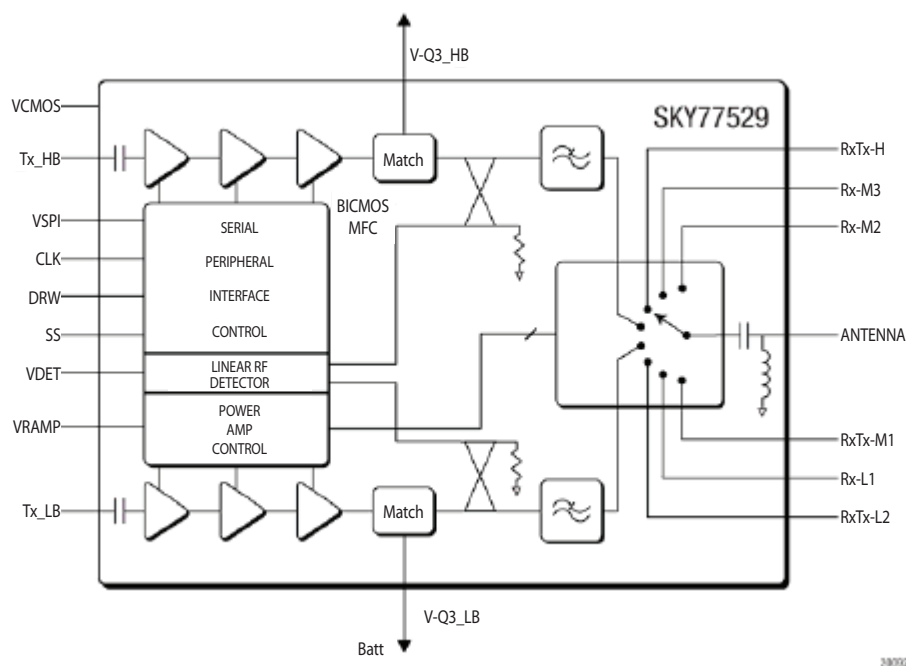 V-Q3_HB
VCMOS
SKY77529
Tx_HB
Match
RxTx-H
Rx-M3
Rx-M2
VSPI
CLK
DRW
SS
VDET
VRAMP
BICMOS
MFC
SERIAL
PERIPHERAL
INTERFACE
CONTROL
LINEAR RF
DETECTOR
POWER
AMP
CONTROL
ANTENNA
RxTx-M1
Rx-L1
RxTx-L2
Tx_LB
Match
V-Q3_LB
Batt